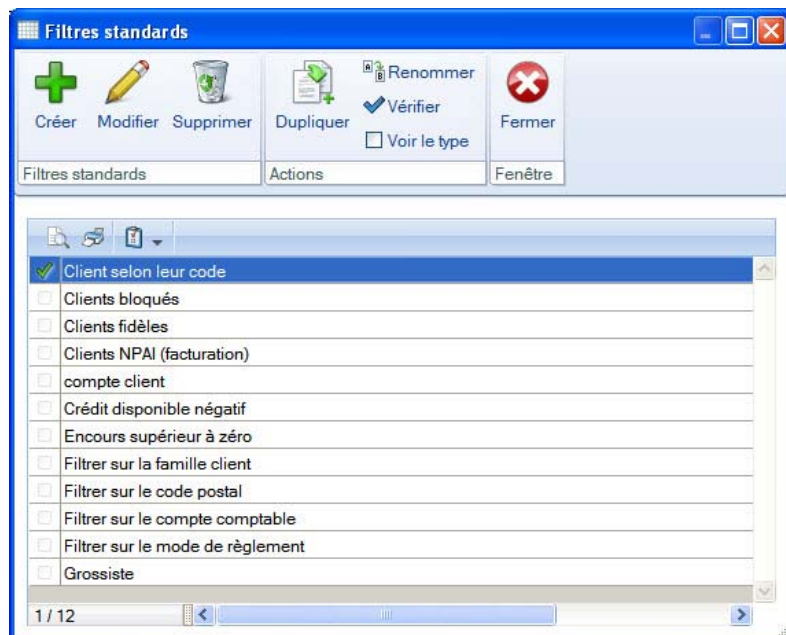 Filtres standards
Créer
Modifier
Supprimer
Dupliquer
Renommer
Vérifier
Voir le type
Fermer
Filtres standards
Actions
Fenêtre
Client selon leur code
Clients bloqués
Clients fidèles
Clients NPAI (facturation)
compte client
Crédit disponible négatif
Encours supérieur à zéro
Filtrer sur la famille client
Filtrer sur le code postal
Filtrer sur le compte comptable
Filtrer sur le mode de règlement
Grossiste
1 / 12